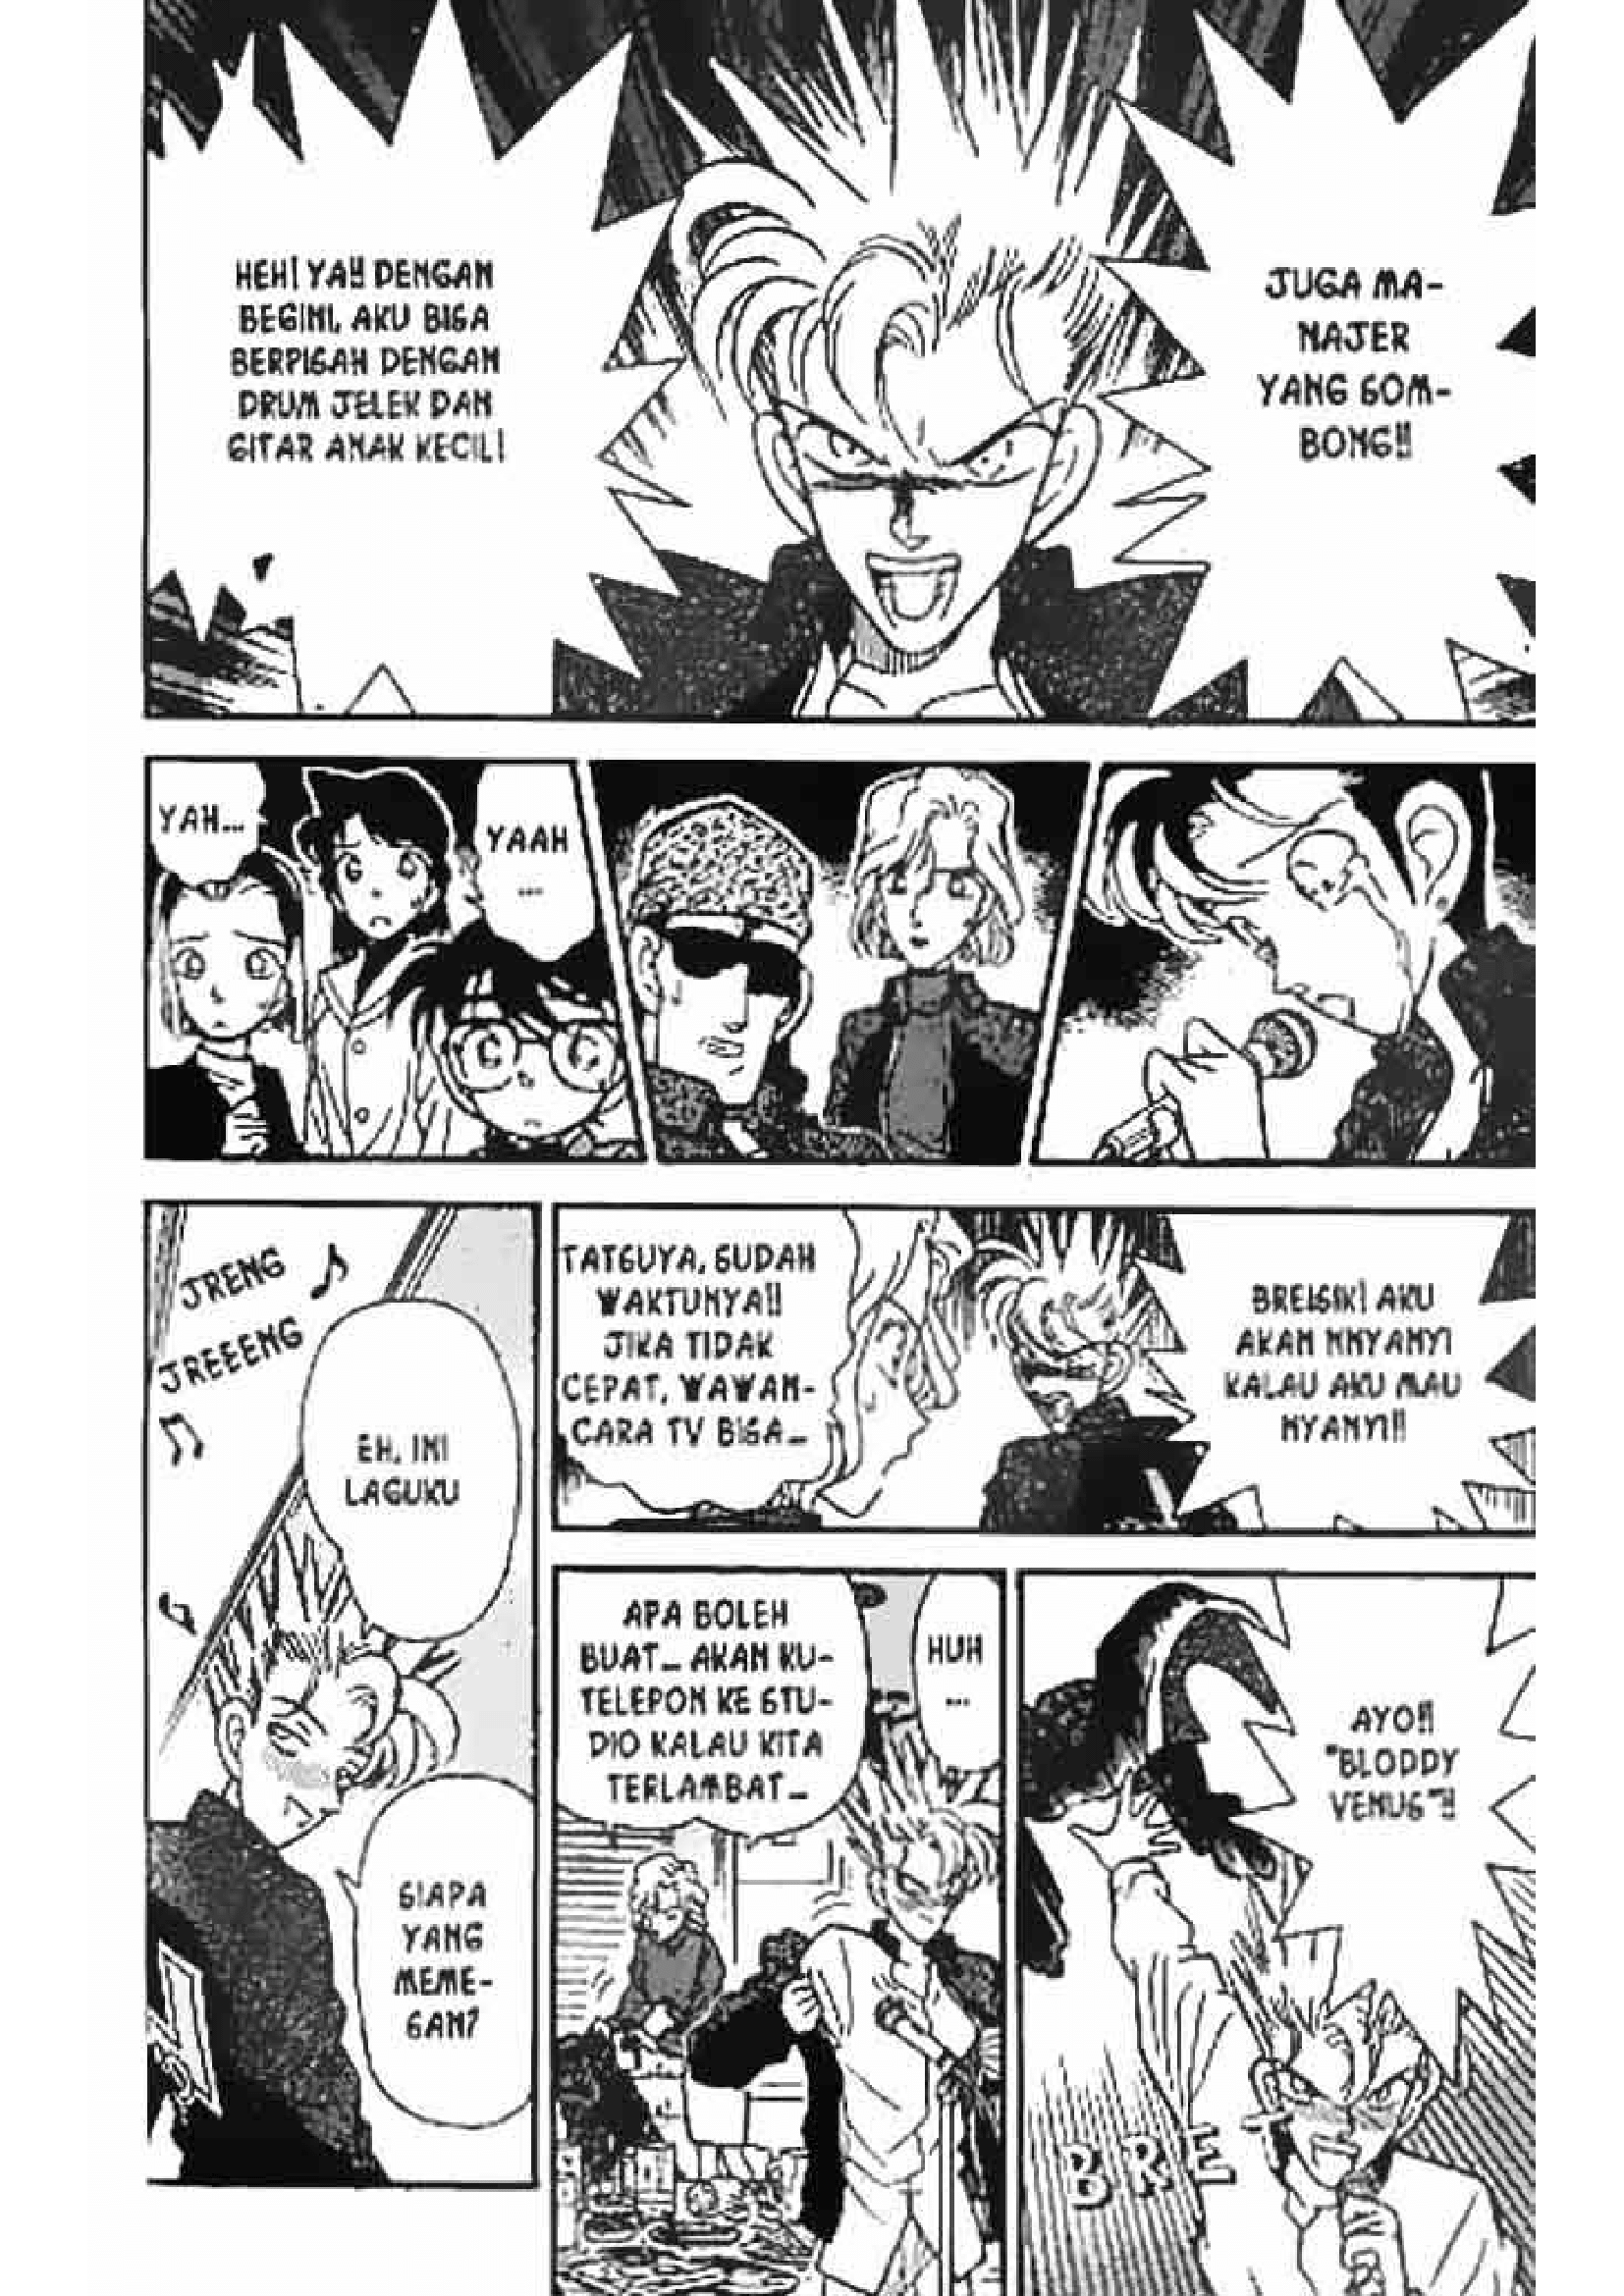 JUGA MA-
NAJER
YANG SOM-
BONG!!
HEH! YA!! DENGAN
BEGINI, AKU BISA
BERPISAH DENGAN
DRUM JELEK DAN
GITAR ANAK KECIL!
YAAH
...
YAH...
BREISIK! AKU
AKAN NNYANYI
KALAU AKU MAU
NYANYI!!
TATSUYA, SUDAH
WAKTUNYA!!
JIKA TIDAK
CEPAT, WAWAN-
CARA TV BISA...
AYO!!
"BLODDY
VENUS"!!
BRET
HUH
...
APA BOLEH
BUAT... AKAN KU-
TELEPON KE STU-
DIO KALAU KITA
TERLAMBAT...
JRENG
JREEENG
EH, INI
LAGUKU
SIAPA
YANG
MEME-
SAN?